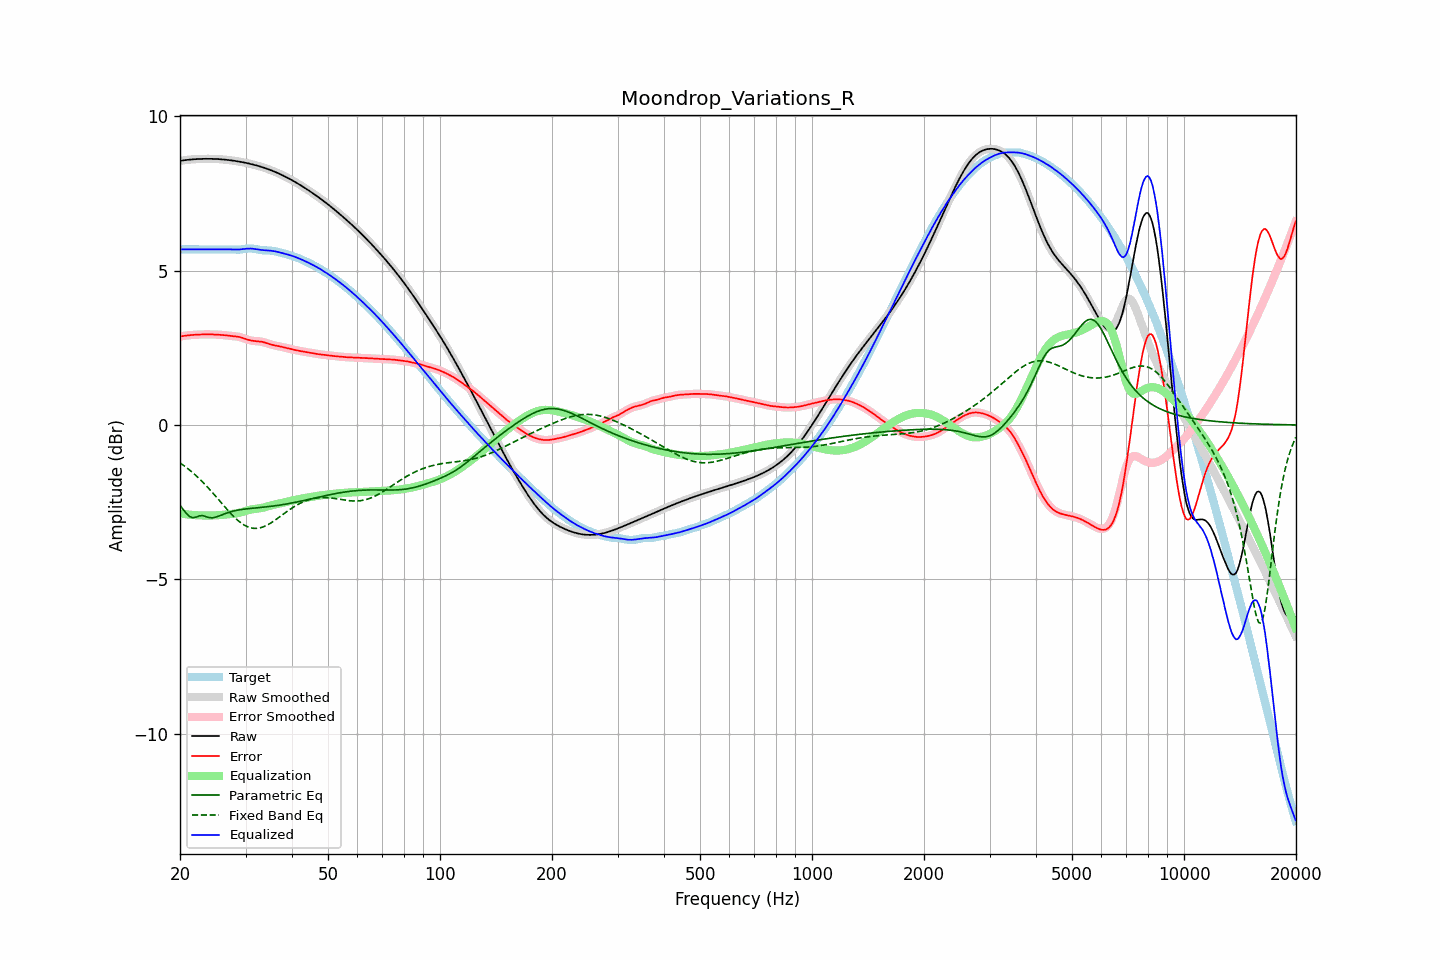 Moondrop_Variations_R
Amplitude (dBr)
10
5
0
−5
−10
Target
Raw Smoothed
Error Smoothed
Raw
Error
Equalization
Parametric Eq
Fixed Band Eq
Equalized
20 50 100 200 500 1000 2000 5000 10000 20000
Frequency (Hz)